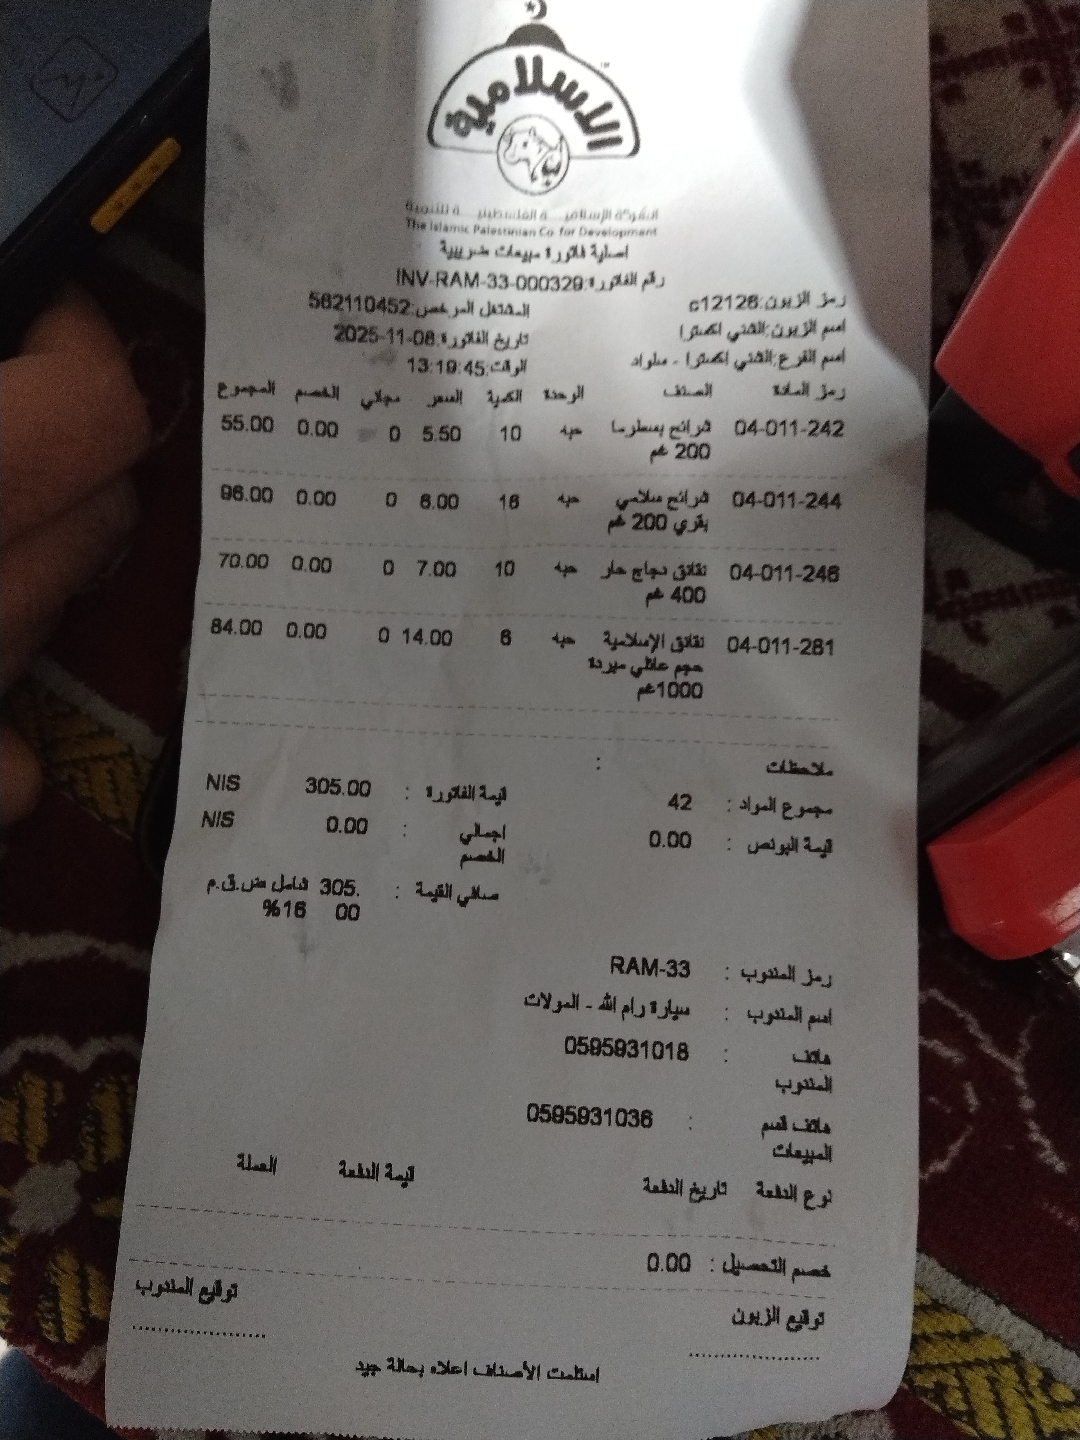 الاسلامية
الشركة الإسلامية الفلسطينية للتنمية
The Islamic Palestinian Co. for Development
اصلية فاتورة مبيعات ضريبية
رقم الفاتورة:INV-RAM-33-000329
رمز الزبون:c12126 المشتغل المرخص:562110452
اسم الزبون:الشني اكسترا تاريخ الفاتورة:2025-11-08
اسم الفرع:الشني اكسترا - سلواد الوقت:13:19:45
رمز المادة الصنف الوحدة الكمية السعر مجاني الخصم المجموع
04-011-242 شرائح بسطرما حبه 10 5.50 0 0.00 55.00
200 غم
04-011-244 شرائح سلامي حبه 16 6.00 0 0.00 96.00
بقري 200 غم
04-011-246 نقانق دجاج حار حبه 10 7.00 0 0.00 70.00
400 غم
04-011-281 نقانق الإسلامية حبه 6 14.00 0 0.00 84.00
حجم عائلي مبردة
1000غم
ملاحظات :
مجموع المواد : 42 قيمة الفاتورة : 305.00 NIS
قيمة البونص : 0.00 اجمالي : 0.00 NIS
الخصم
صافي القيمة : 305. شامل ض.ق.م
00 16%
رمز المندوب : RAM-33
اسم المندوب : سيارة رام الله - المولات
هاتف : 0595931018
المندوب
هاتف قسم : 0595931036
المبيعات
نوع الدفعة تاريخ الدفعة قيمة الدفعة العملة
خصم التحصيل : 0.00
توقيع الزبون توقيع المندوب
استلمت الأصناف اعلاه بحالة جيد